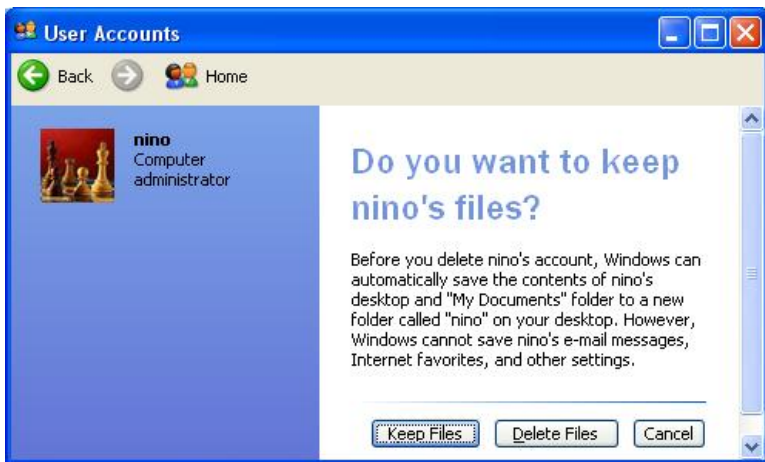 User Accounts
Back Home
nino
Computer
administrator
Do you want to keep
nino's files?
Before you delete nino's account, Windows can
automatically save the contents of nino's
desktop and "My Documents" folder to a new
folder called "nino" on your desktop. However,
Windows cannot save nino's e-mail messages,
Internet favorites, and other settings.
Keep Files Delete Files Cancel